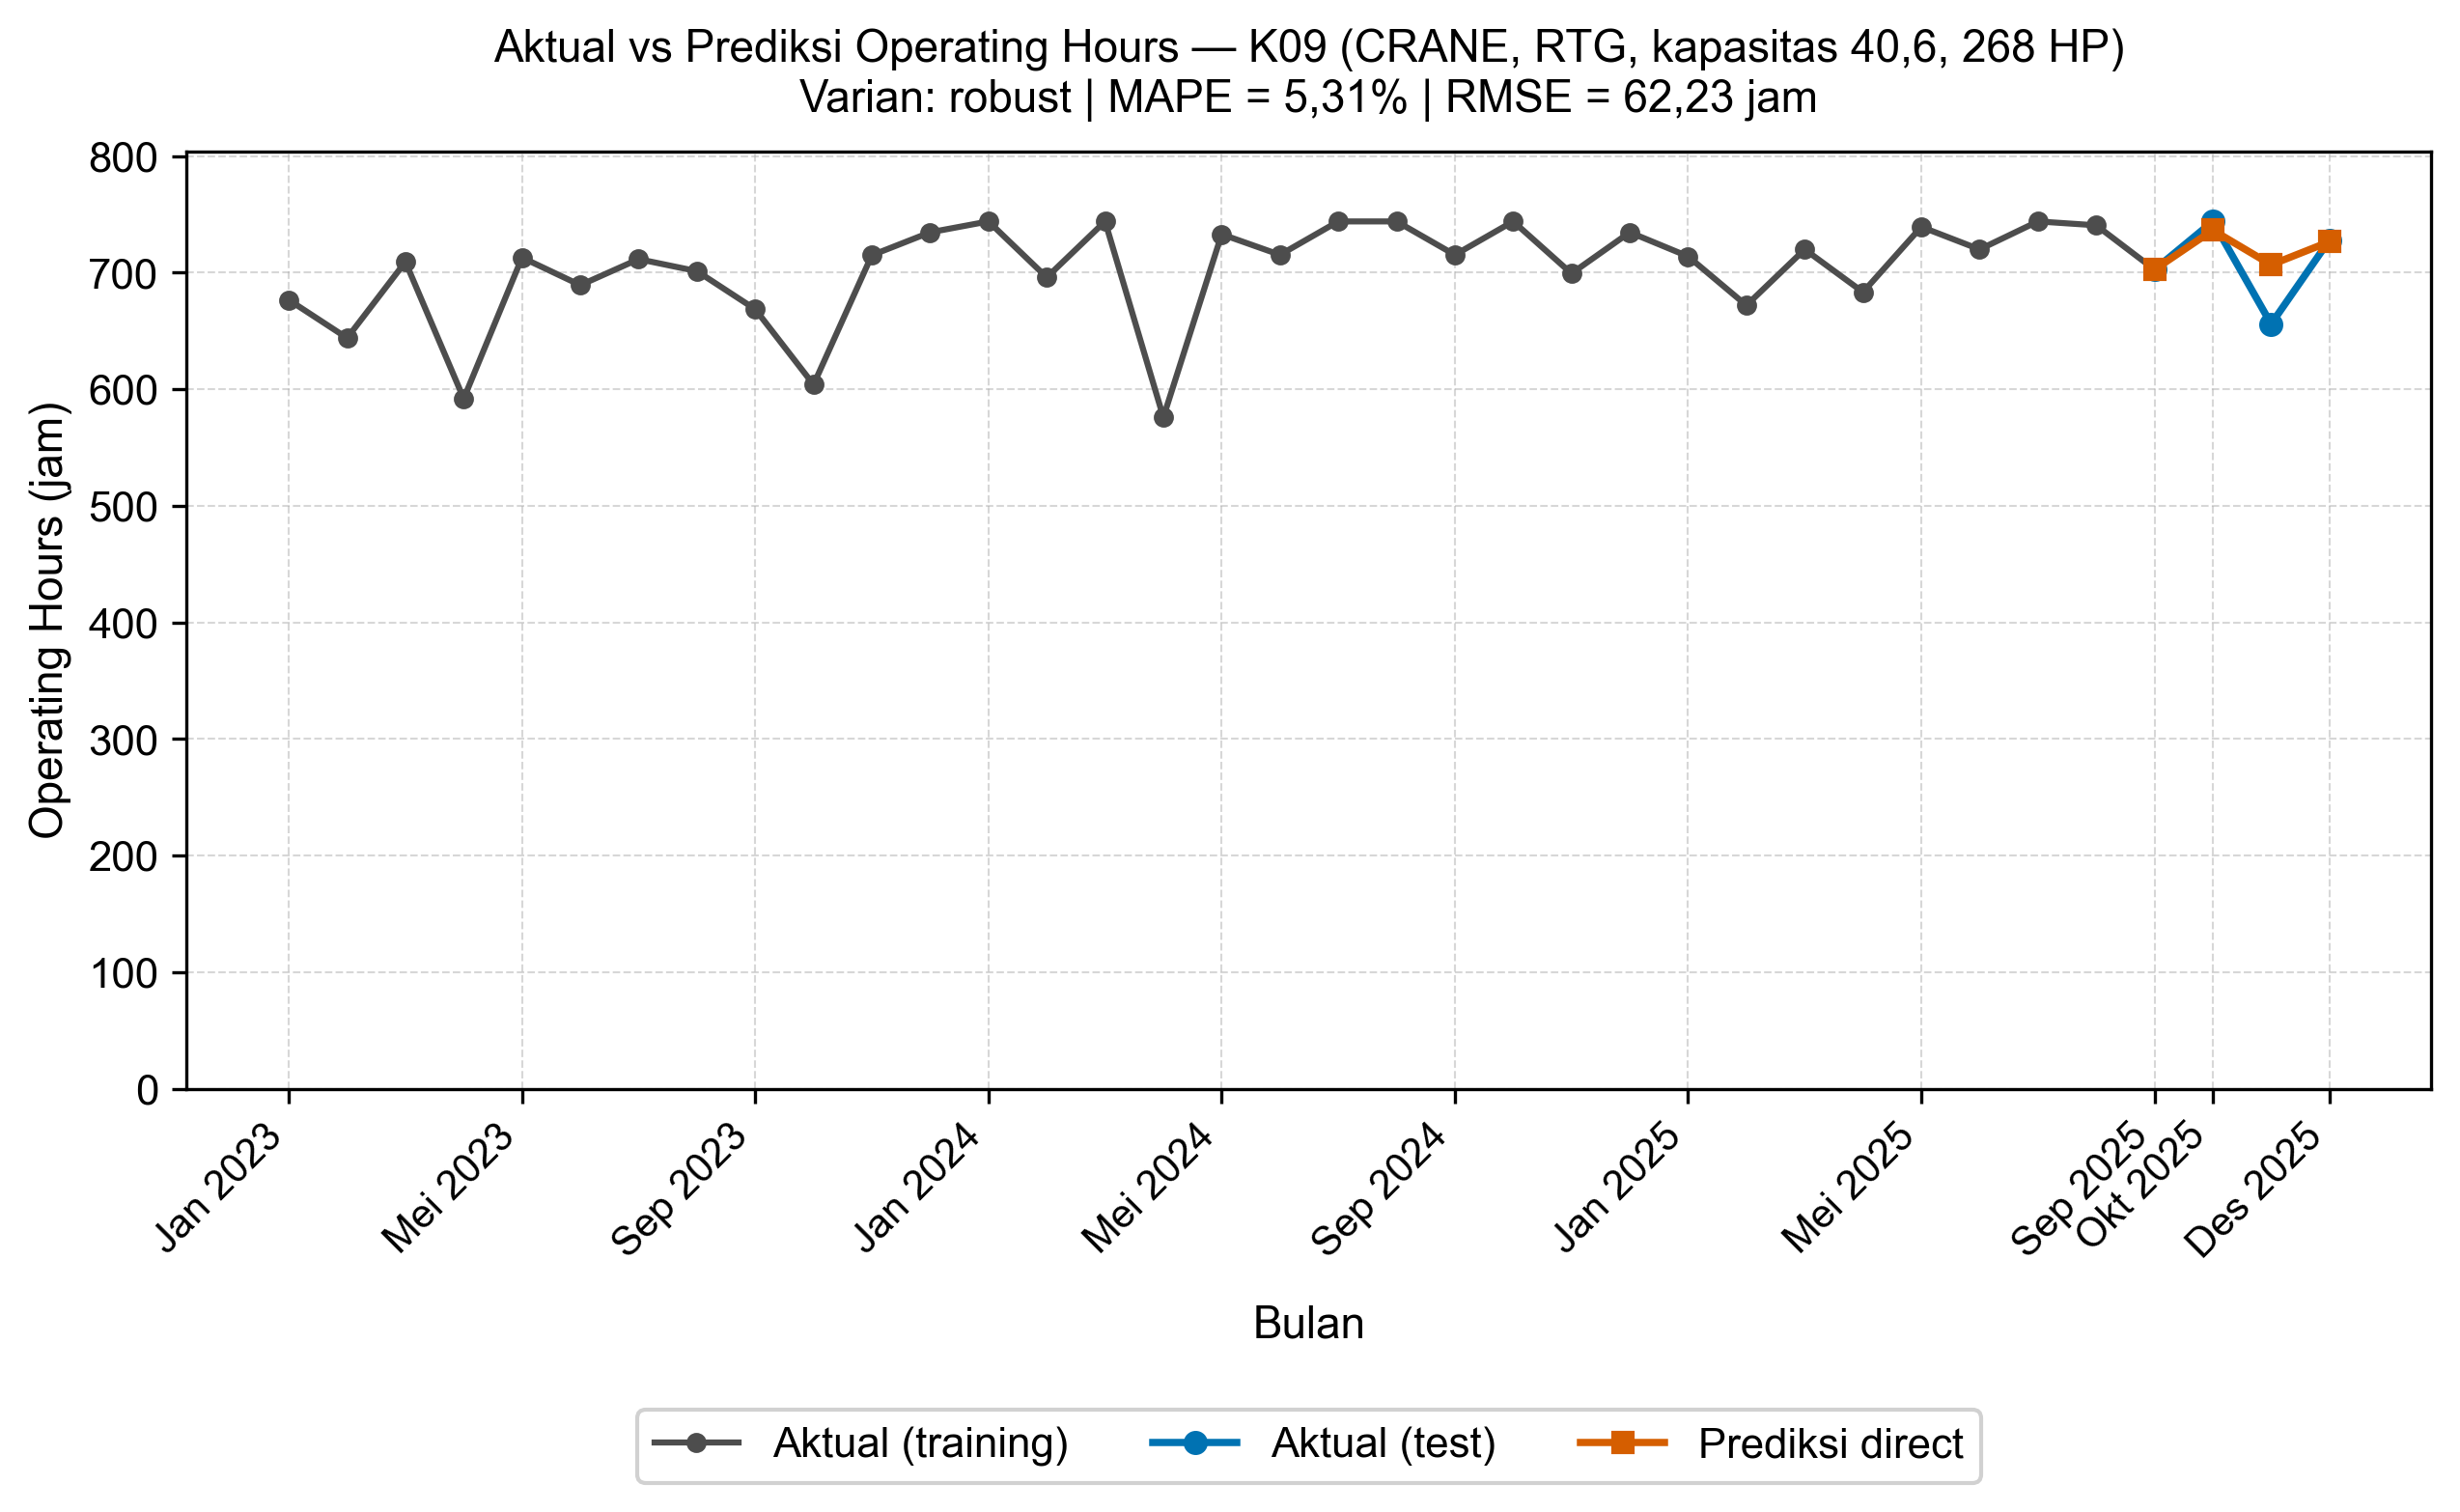 Aktual vs Prediksi Operating Hours — K09 (CRANE, RTG, kapasitas 40,6, 268 HP)
Varian: robust | MAPE = 5,31% | RMSE = 62,23 jam
Operating Hours (jam)
800
700
600
500
400
300
200
100
0
Jan 2023
Mei 2023
Sep 2023
Jan 2024
Mei 2024
Sep 2024
Jan 2025
Mei 2025
Sep 2025
Okt 2025
Des 2025
Bulan
Aktual (training)
Aktual (test)
Prediksi direct